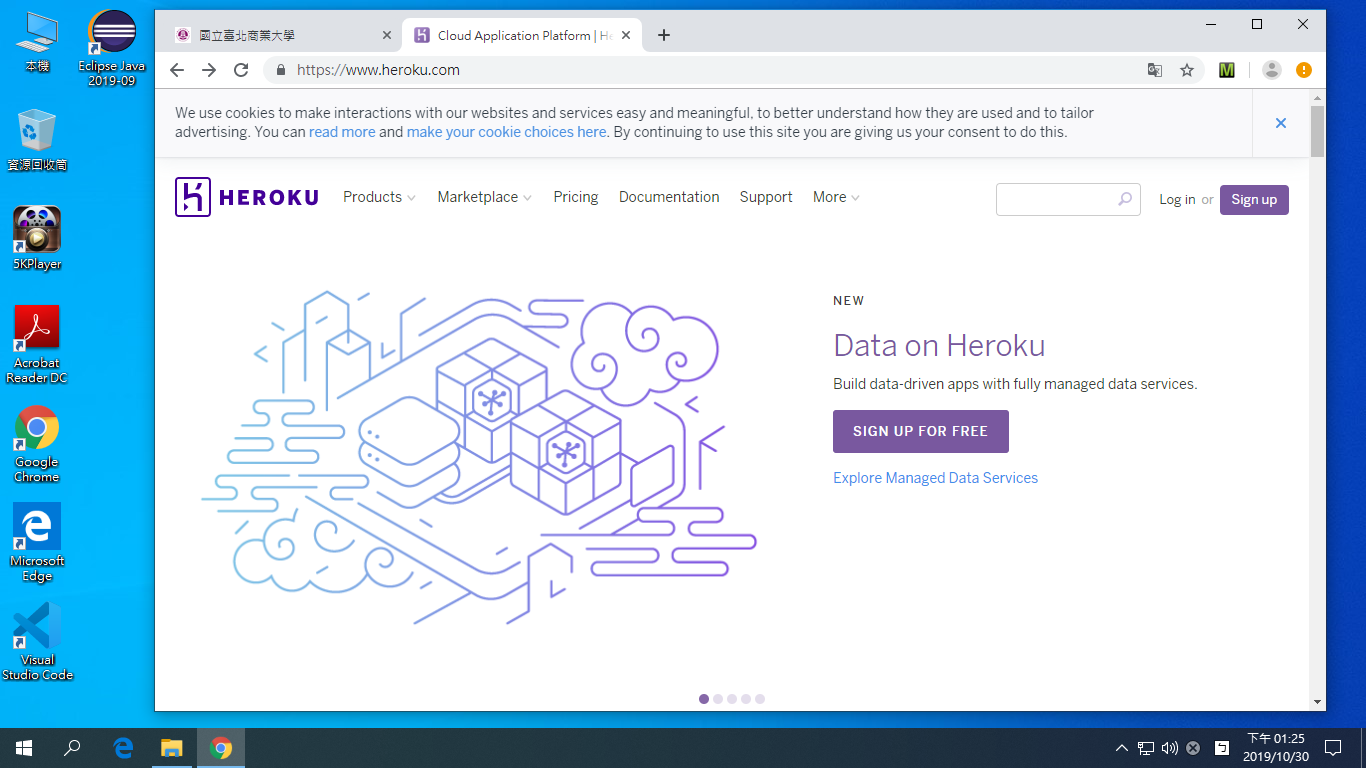 本機
Eclipse Java
2019-09
資源回收筒
5KPlayer
Acrobat
Reader DC
Google
Chrome
Microsoft
Edge
Visual
Studio Code
國立臺北商業大學
Cloud Application Platform | He
https://www.heroku.com
We use cookies to make interactions with our websites and services easy and meaningful, to better understand how they are used and to tailor
advertising. You can read more and make your cookie choices here. By continuing to use this site you are giving us your consent to do this.
HEROKU
Products
Marketplace
Pricing
Documentation
Support
More
Log in or
Sign up
NEW
Data on Heroku
Build data-driven apps with fully managed data services.
SIGN UP FOR FREE
Explore Managed Data Services
下午 01:25
2019/10/30